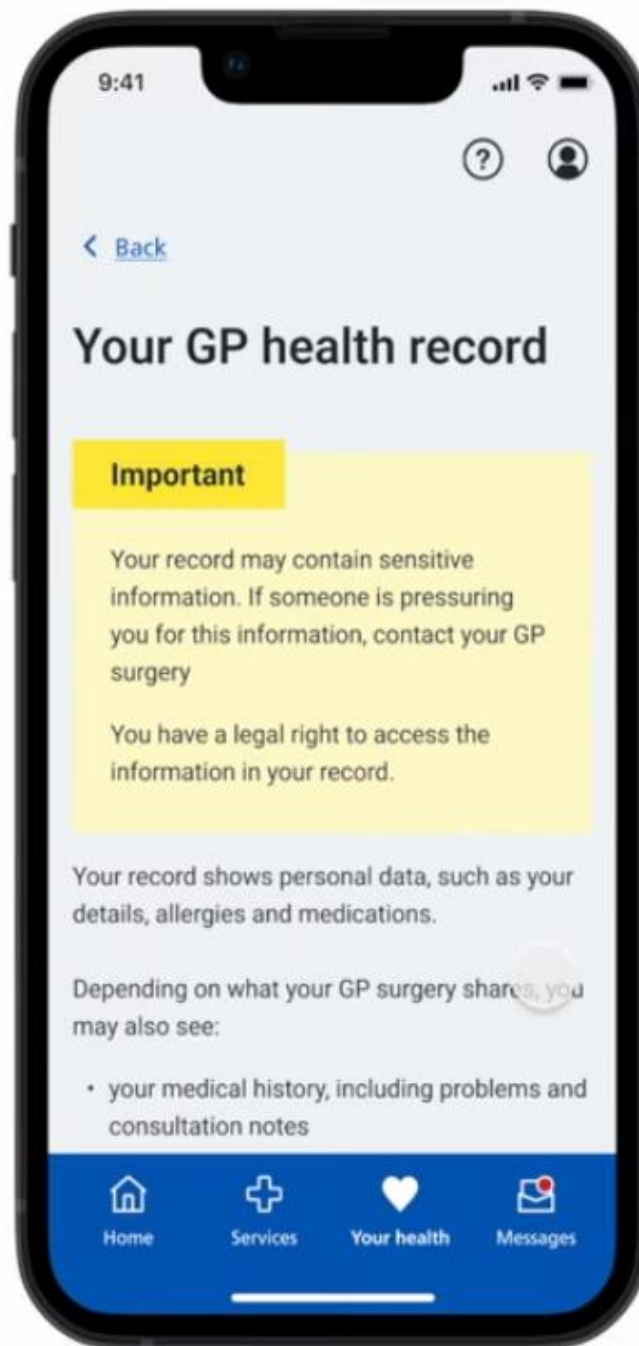 9:41
Back
Your GP health record
Important
Your record may contain sensitive
information. If someone is pressuring
you for this information, contact your GP
surgery
You have a legal right to access the
information in your record.
Your record shows personal data, such as your
details, allergies and medications.
Depending on what your GP surgery shares, you
may also see:
• your medical history, including problems and
consultation notes
Home Services Your health Messages